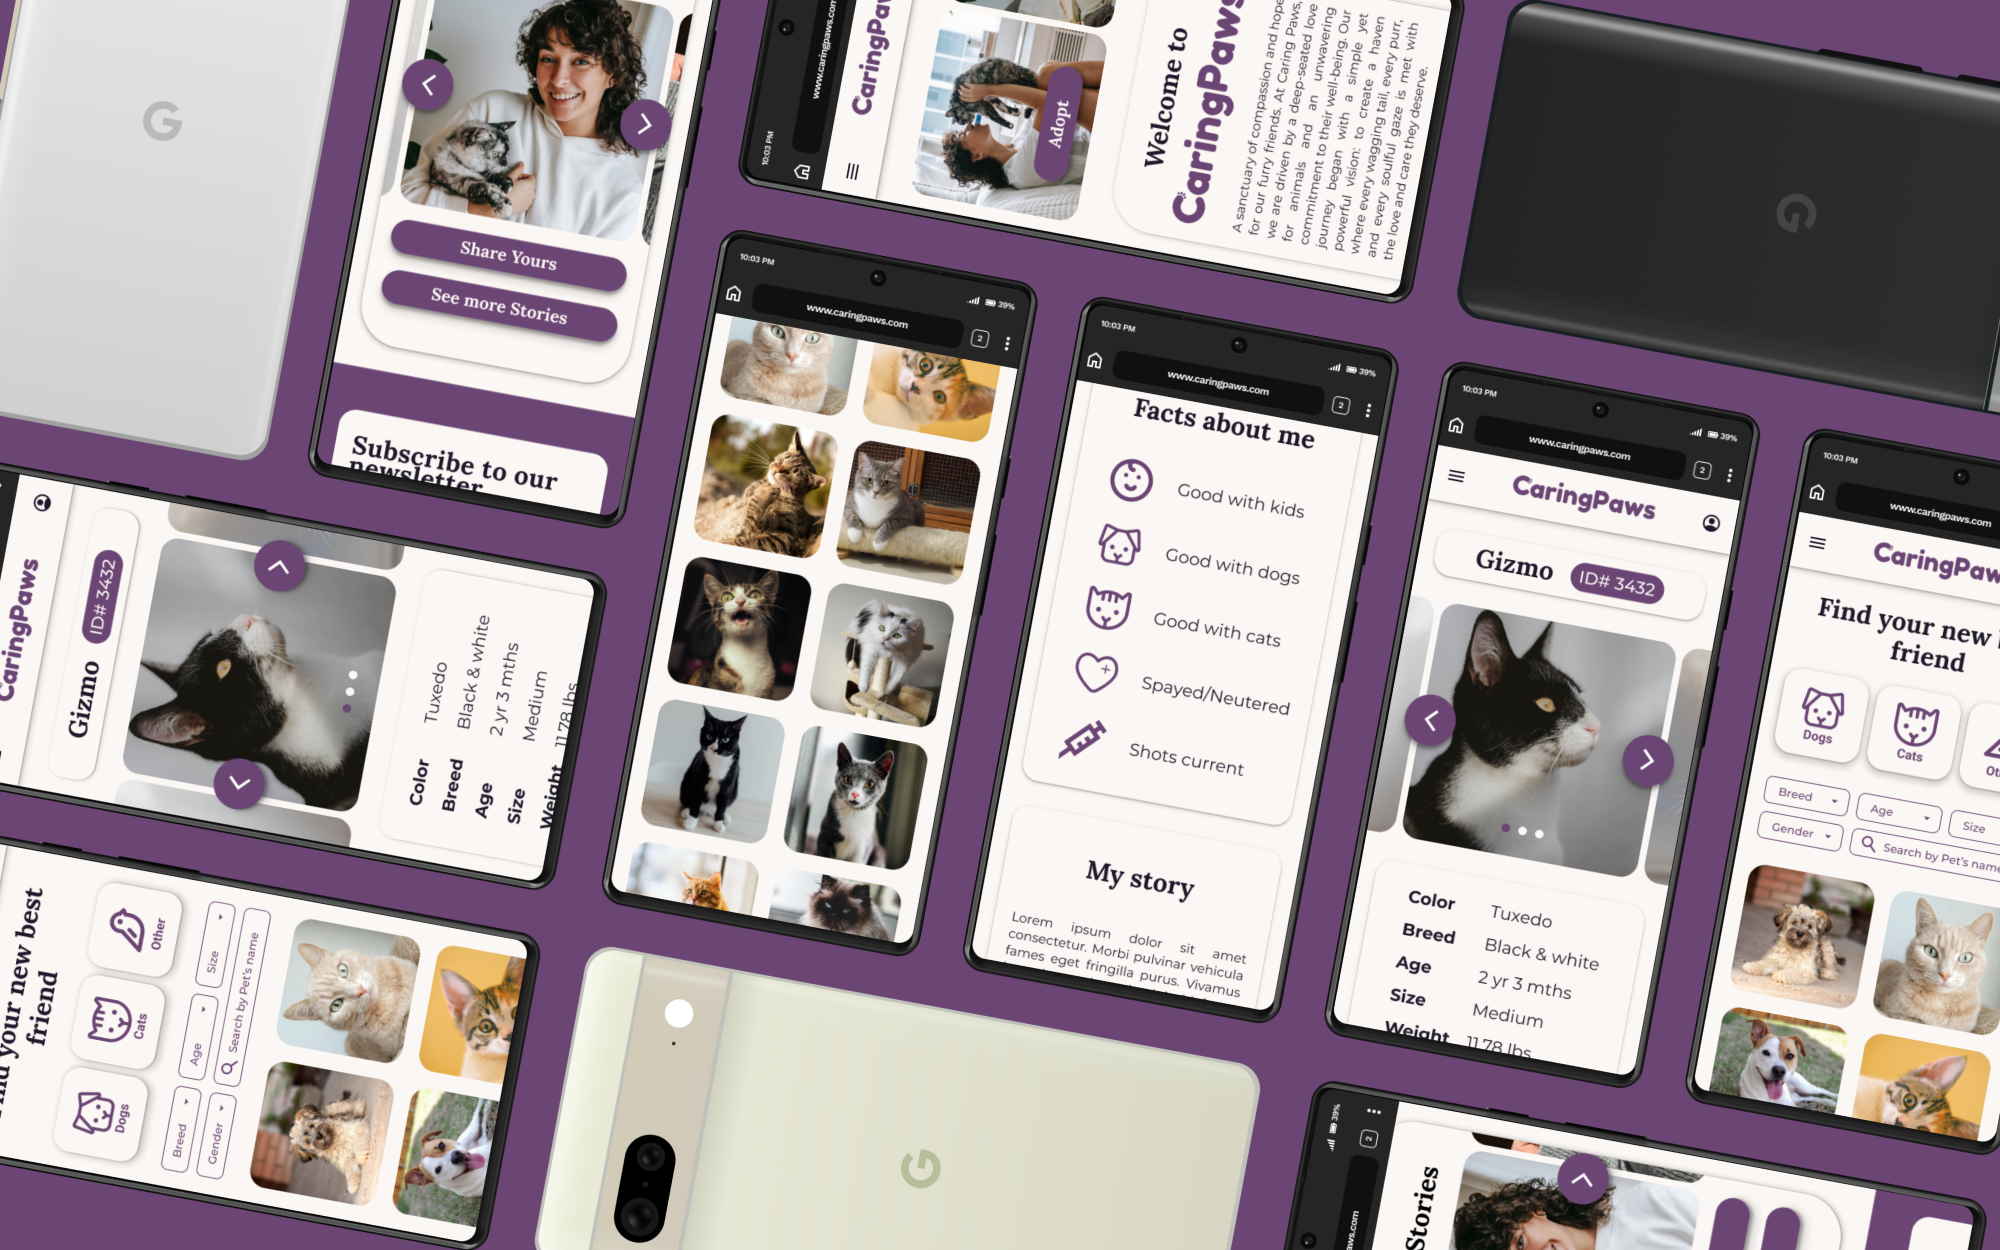 Share Yours
See more Stories
Subscribe to our
newsletter
10:03 PM
www.caringpaws.com
CaringPaws
Adopt
Welcome to
CaringPaws
A sanctuary of compassion and hope
for our furry friends. At Caring Paws,
we are driven by a deep-seated love
for animals and an unwavering
commitment to their well-being. Our
journey began with a simple yet
powerful vision: to create a haven
where every wagging tail, every purr,
and every soulful gaze is met with
the love and care they deserve.
10:03 PM
39%
www.caringpaws.com
2
10:03 PM
39%
www.caringpaws.com
2
Facts about me
Good with kids
Good with dogs
Good with cats
Spayed/Neutered
Shots current
My story
Lorem ipsum dolor sit amet
consectetur. Morbi pulvinar vehicula
fames eget fringilla purus. Vivamus
10:03 PM
39%
www.caringpaws.com
2
CaringPaws
Gizmo ID# 3432
Color Tuxedo
Breed Black & white
Age 2 yr 3 mths
Size Medium
Weight 11.78 lbs
10:03 PM
www.caringpaws.com
CaringPaws
Find your new
friend
Dogs
Cats
Breed
Age
Size
Gender
Search by Pet's name
CaringPaws
Gizmo ID# 3432
Color Tuxedo
Breed Black & white
Age 2 yr 3 mths
Size Medium
Weight 11.78 lbs
your new best
friend
Dogs
Cats
Other
Breed
Age
Size
Gender
Search by Pet's name
39%
2
Stories
G
G
G